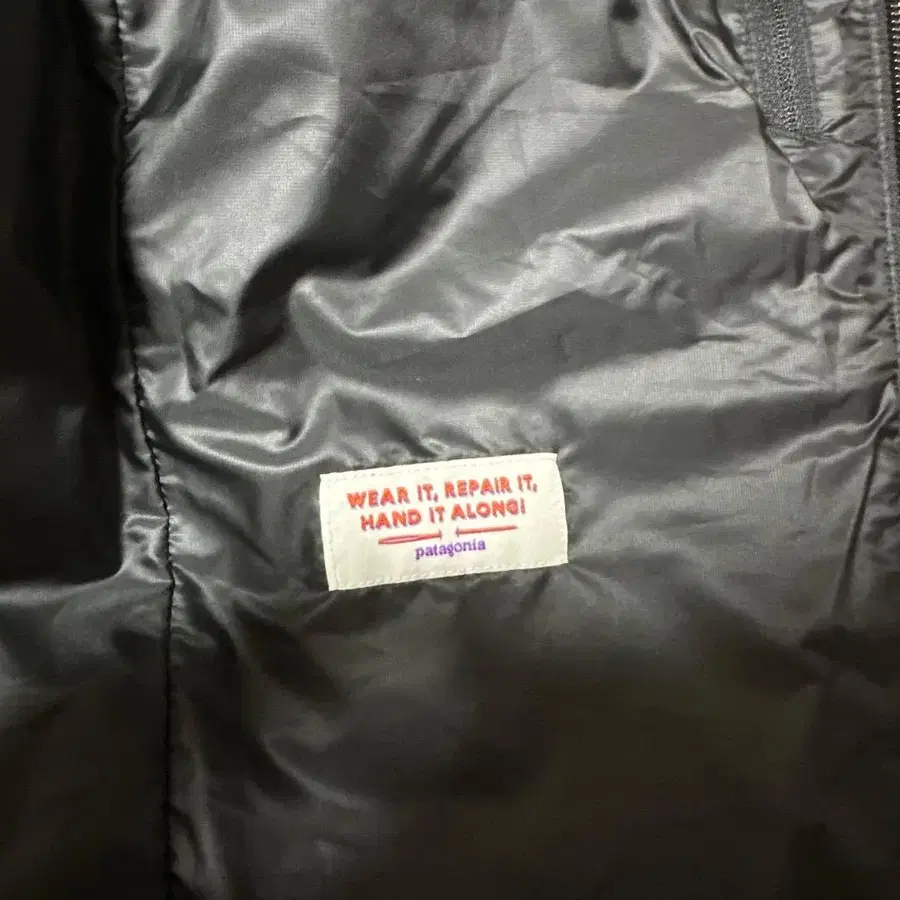 WEAR IT, REPAIR IT,
HAND IT ALONG!
patagonia